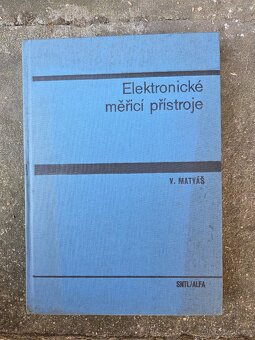 Elektronické
měřicí přístroje
V. MATYÁŠ
SNTL/ALFA